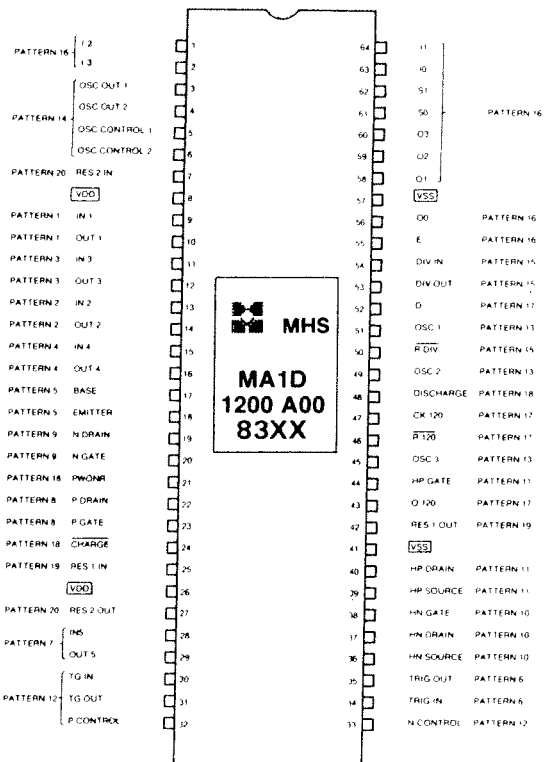 PATTERN 16
I 2 1
I 3 2
PATTERN 14
OSC OUT 1 3
OSC OUT 2 4
OSC CONTROL 1 5
OSC CONTROL 2 6
PATTERN 20 RES 2 IN 7
VDD 8
PATTERN 1 IN 1 9
PATTERN 1 OUT 1 10
PATTERN 3 IN 3 11
PATTERN 3 OUT 3 12
PATTERN 2 IN 2 13
PATTERN 2 OUT 2 14
PATTERN 4 IN 4 15
PATTERN 4 OUT 4 16
PATTERN 5 BASE 17
PATTERN 5 EMITTER 18
PATTERN 9 N DRAIN 19
PATTERN 9 N GATE 20
PATTERN 18 PWONR 21
PATTERN 8 P DRAIN 22
PATTERN 8 P GATE 23
PATTERN 18 CHARGE 24
PATTERN 19 RES 1 IN 25
VDD 26
PATTERN 20 RES 2 OUT 27
PATTERN 7
IN5 28
OUT 5 29
PATTERN 12
TG IN 30
TG OUT 31
P CONTROL 32
MHS
MA1D
1200 A00
83XX
64 I1
63 I0
62 S1
61 S0
60 O3
59 O2
58 O1
PATTERN 16
57 VSS
56 O0 PATTERN 16
55 E PATTERN 16
54 DIV IN PATTERN 15
53 DIV OUT PATTERN 15
52 D PATTERN 17
51 OSC 1 PATTERN 13
50 R DIV PATTERN 15
49 OSC 2 PATTERN 13
48 DISCHARGE PATTERN 18
47 CK 120 PATTERN 17
46 R 120 PATTERN 17
45 OSC 3 PATTERN 13
44 HP GATE PATTERN 11
43 Q 120 PATTERN 17
42 RES 1 OUT PATTERN 19
41 VSS
40 HP DRAIN PATTERN 11
39 HP SOURCE PATTERN 11
38 HN GATE PATTERN 10
37 HN DRAIN PATTERN 10
36 HN SOURCE PATTERN 10
35 TRIG OUT PATTERN 6
34 TRIG IN PATTERN 6
33 N CONTROL PATTERN 12